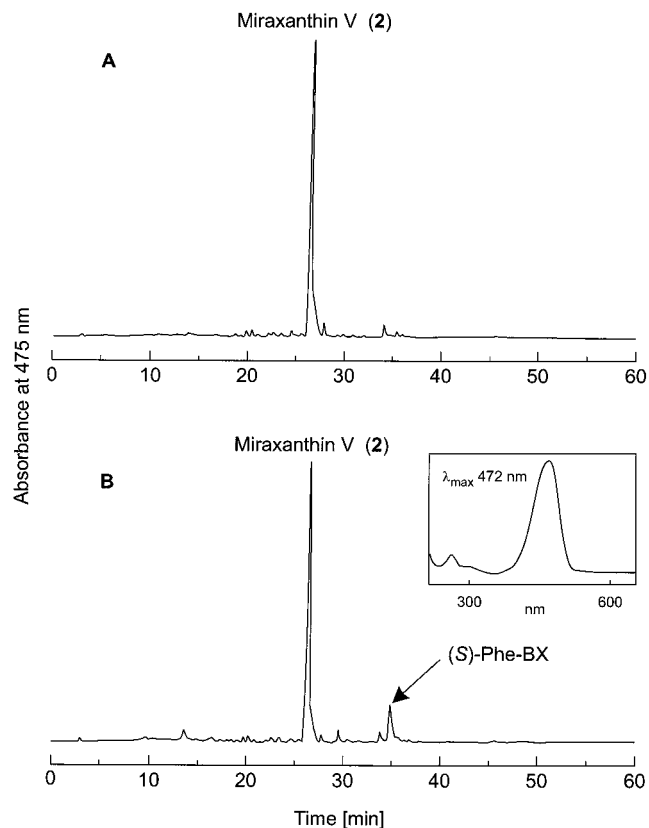 Miraxanthin V (2)
A
0 10 20 30 40 50 60
Absorbance at 475 nm
Miraxanthin V (2)
B
λmax 472 nm
300 600
nm
(S)-Phe-BX
0 10 20 30 40 50 60
Time [min]